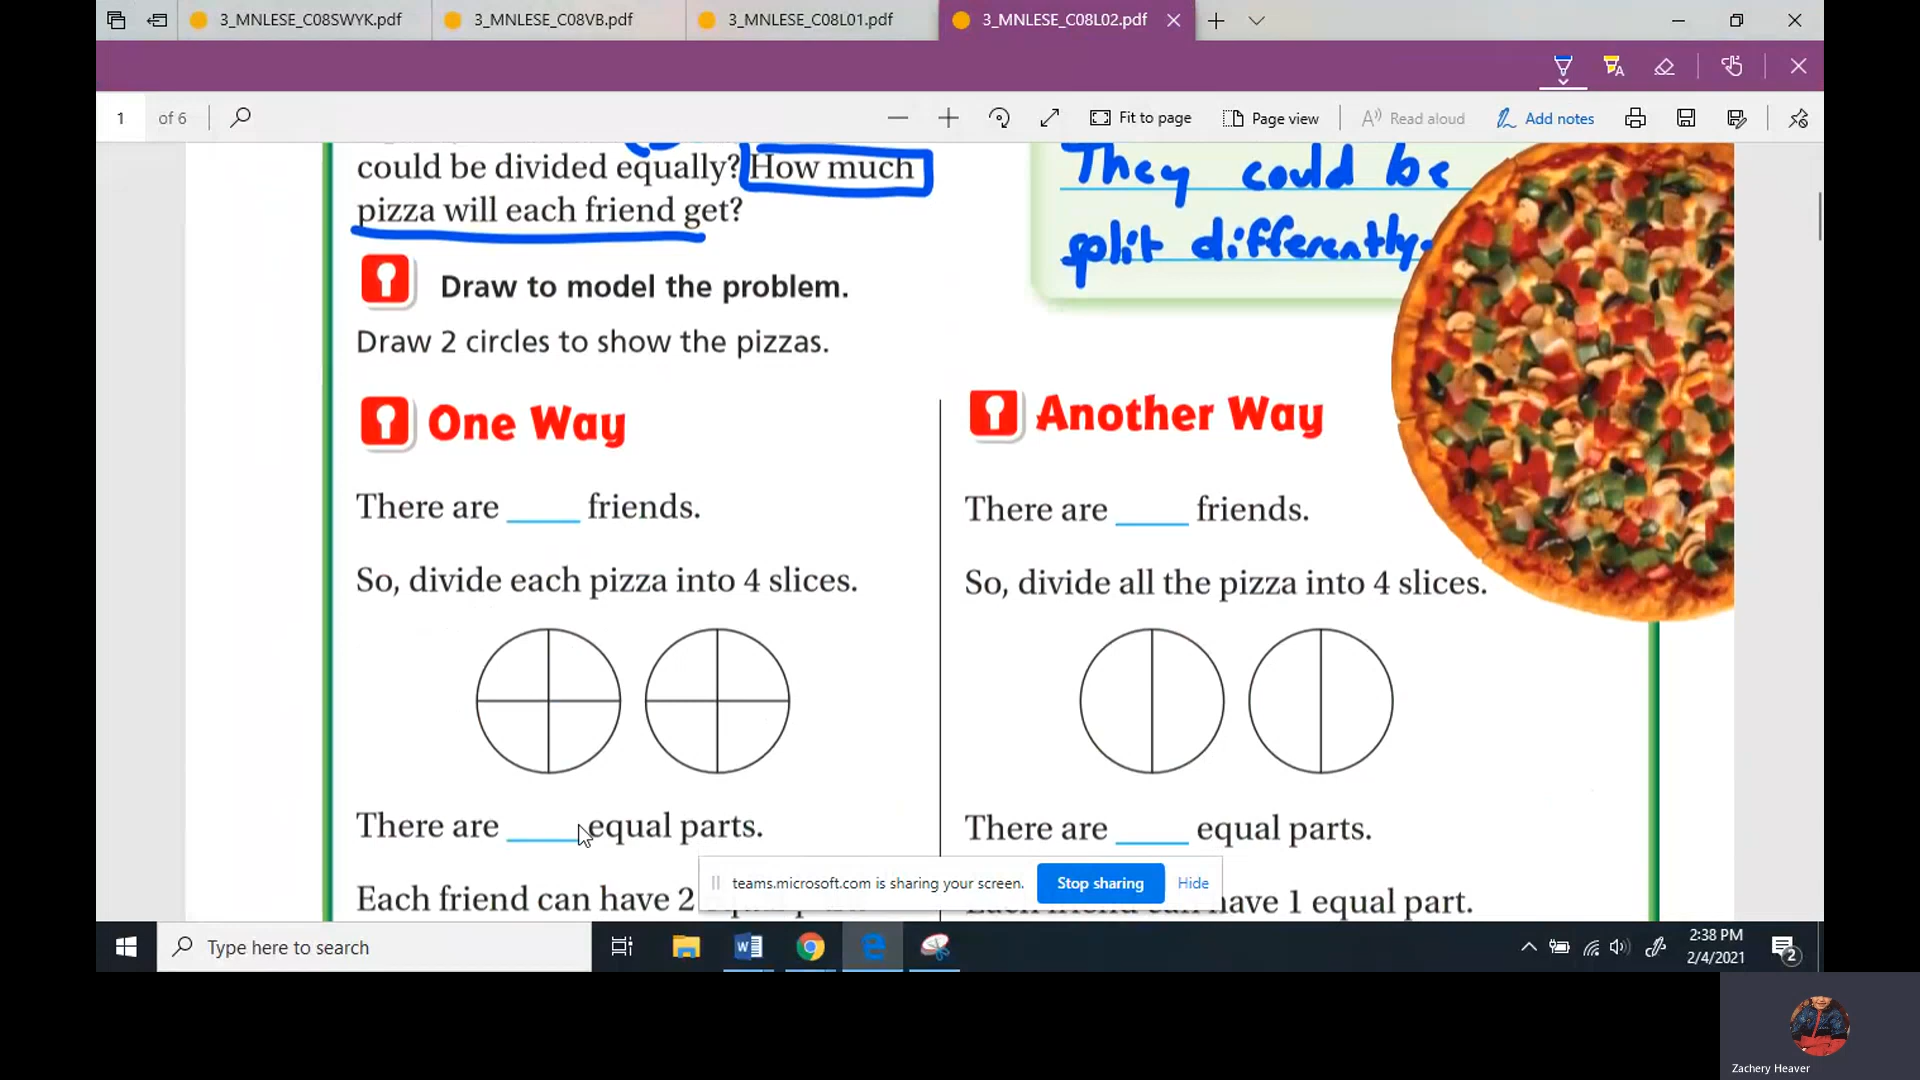 3_MNLESE_C08SWYK.pdf 3_MNLESE_C08VB.pdf 3_MNLESE_C08L01.pdf 3_MNLESE_C08L02.pdf
1 of 6 Fit to page Page view Read aloud Add notes
could be divided equally? How much
pizza will each friend get?
They could be
split differently.
Draw to model the problem.
Draw 2 circles to show the pizzas.
One Way
There are ____ friends.
So, divide each pizza into 4 slices.
There are ____ equal parts.
Each friend can have 2
Another Way
There are ____ friends.
So, divide all the pizza into 4 slices.
There are ____ equal parts.
have 1 equal part.
teams.microsoft.com is sharing your screen. Stop sharing Hide
Type here to search
2:38 PM
2/4/2021
2
Zachery Heaver